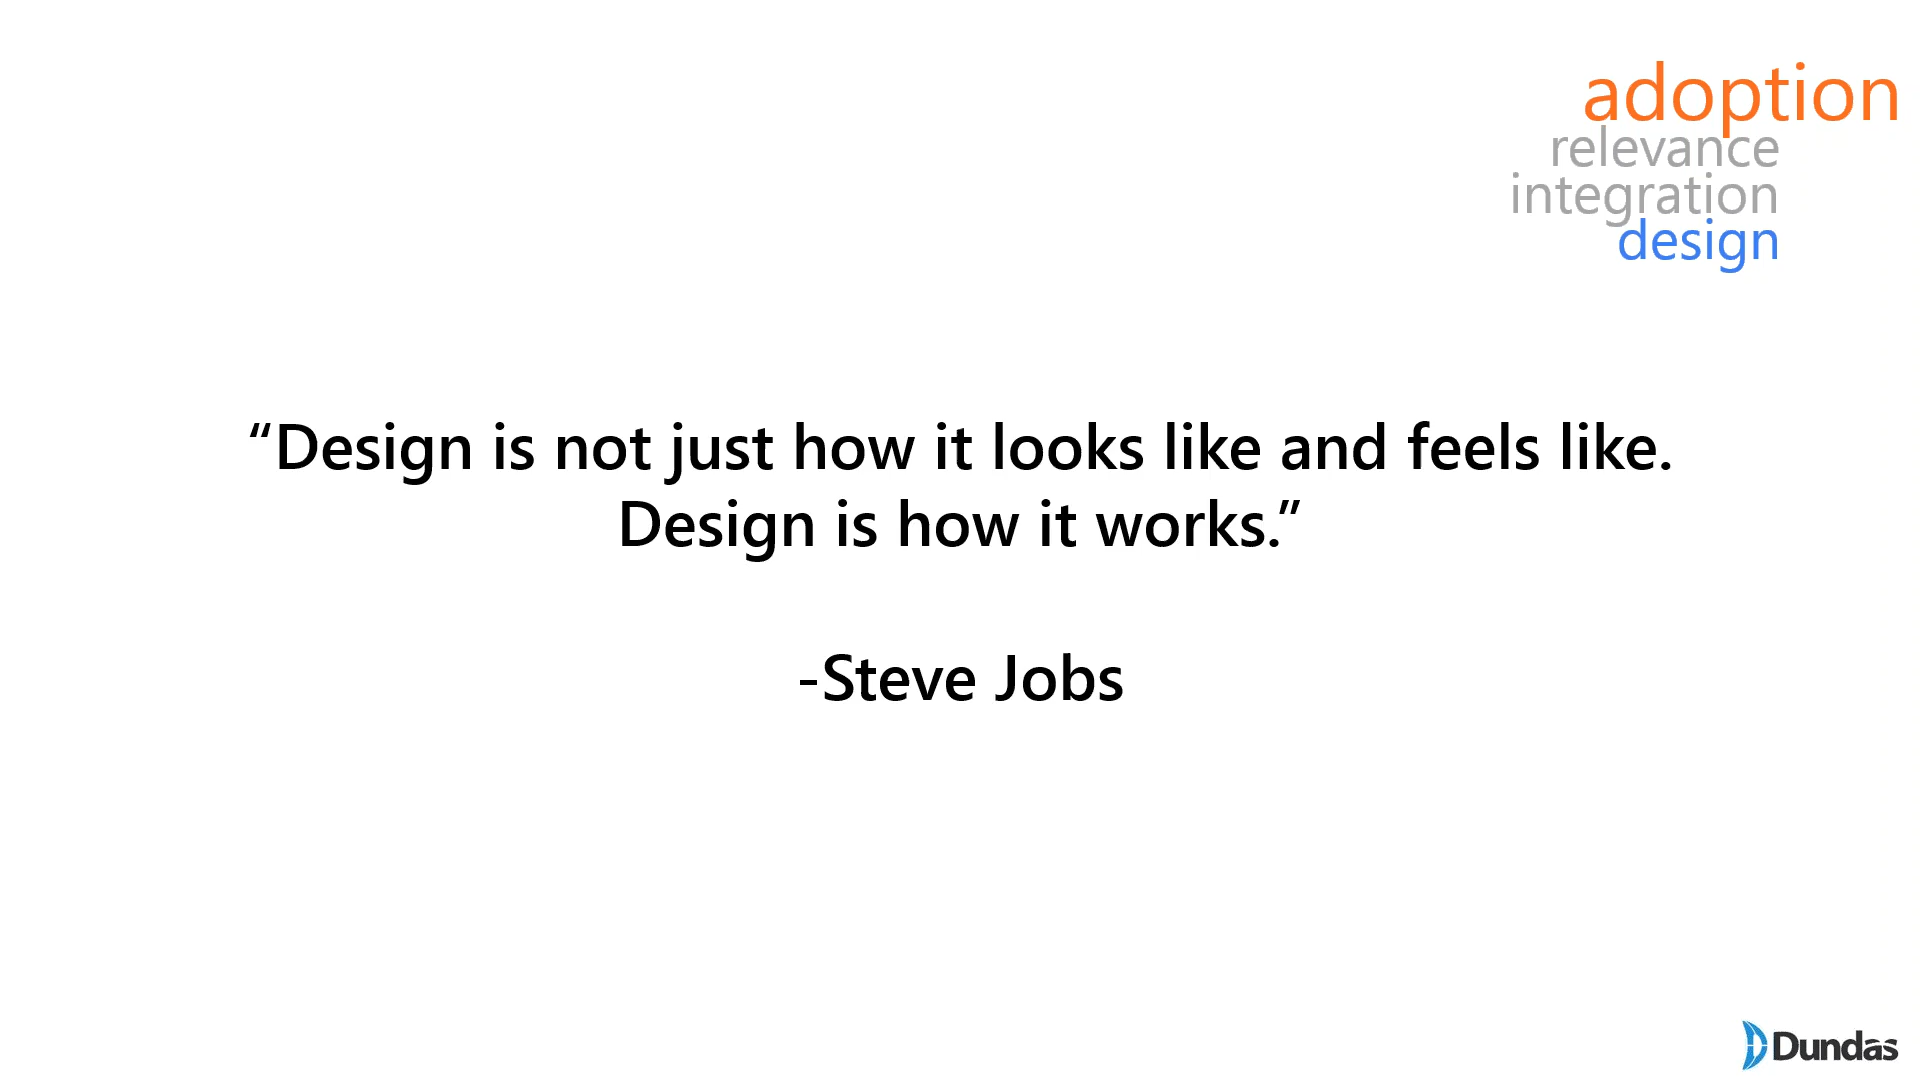 adoption
relevance
integration
design
“Design is not just how it looks like and feels like.
Design is how it works.”
-Steve Jobs
Dundas